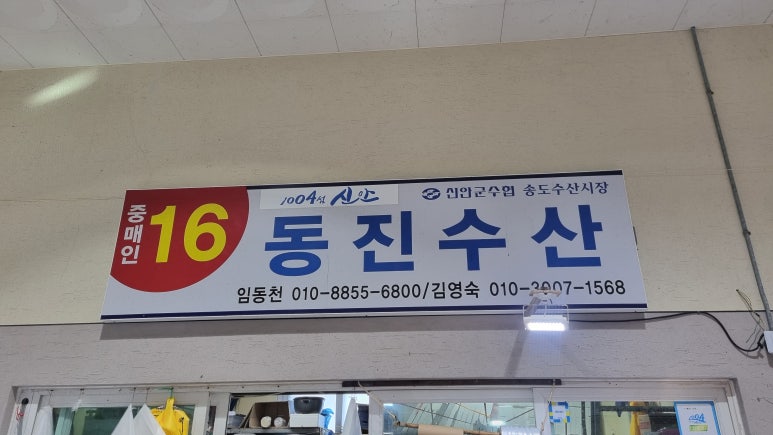 중매인
16
1004섬 신안
신안군수협 송도수산시장
동진수산
임동천 010-8855-6800/김영숙 010-3007-1568